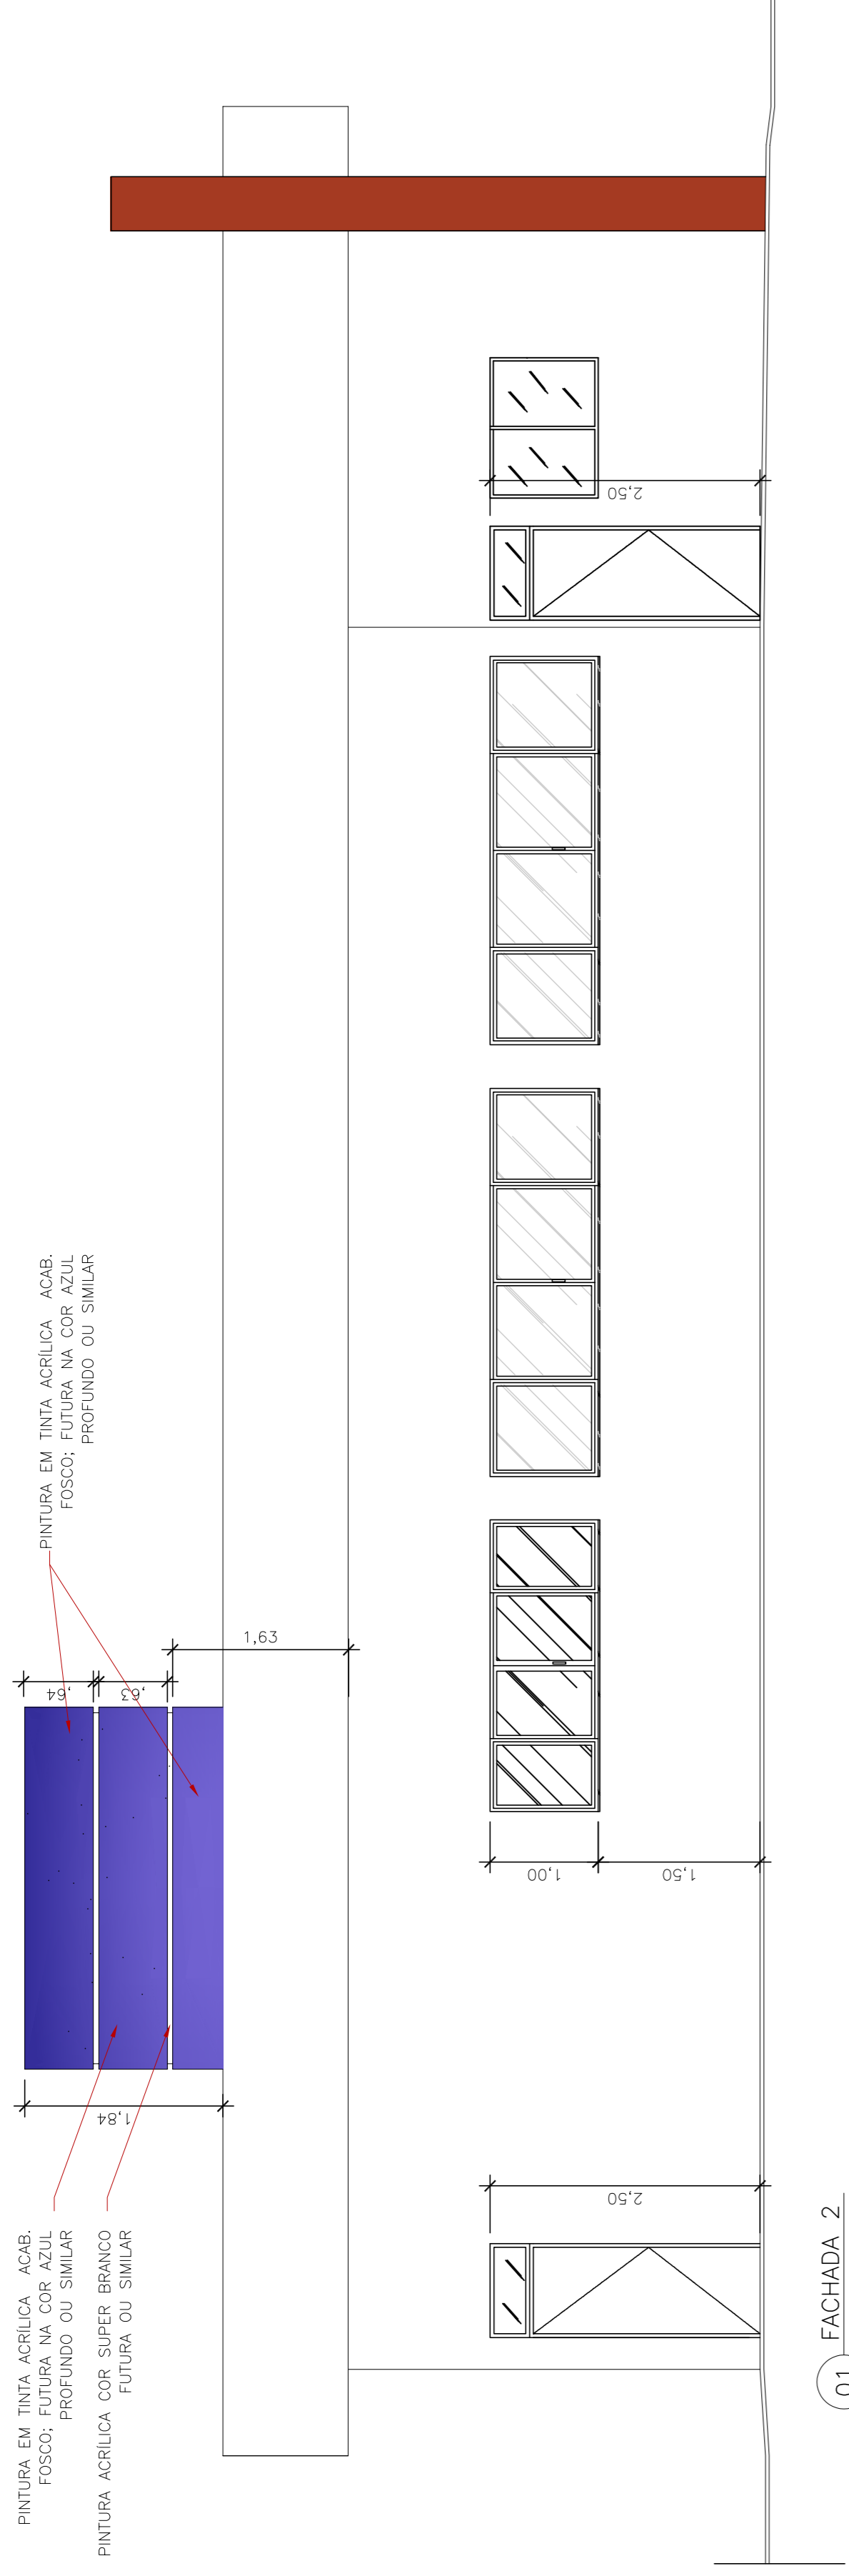 PINTURA EM TINTA ACRÍLICA ACAB.
FOSCO; FUTURA NA COR AZUL
PROFUNDO OU SIMILAR
PINTURA ACRÍLICA COR SUPER BRANCO
FUTURA OU SIMILAR
PINTURA EM TINTA ACRÍLICA ACAB.
FOSCO; FUTURA NA COR AZUL
PROFUNDO OU SIMILAR
1,84
,64
,63
1,63
2,50
1,00
1,50
2,50
01 FACHADA 2